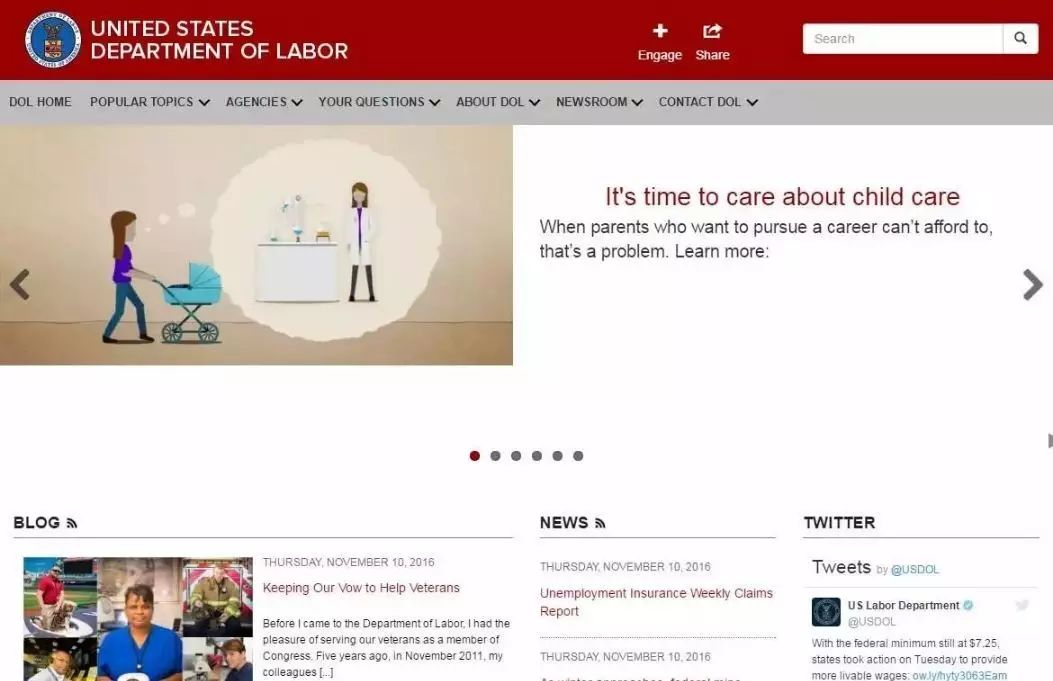 UNITED STATES
DEPARTMENT OF LABOR
Engage
Share
Search
DOL HOME
POPULAR TOPICS
AGENCIES
YOUR QUESTIONS
ABOUT DOL
NEWSROOM
CONTACT DOL
It's time to care about child care
When parents who want to pursue a career can't afford to,
that's a problem. Learn more:
BLOG
THURSDAY, NOVEMBER 10, 2016
Keeping Our Vow to Help Veterans
Before I came to the Department of Labor, I had the
pleasure of serving our veterans as a member of
Congress. Five years ago, in November 2011, my
colleagues [...]
NEWS
THURSDAY, NOVEMBER 10, 2016
Unemployment Insurance Weekly Claims
Report
THURSDAY, NOVEMBER 10, 2016
As winter approaches, federal mine
TWITTER
Tweets by @USDOL
US Labor Department
@USDOL
With the federal minimum still at $7.25,
states took action on Tuesday to provide
more livable wages: ow.ly/hyty3063Eam